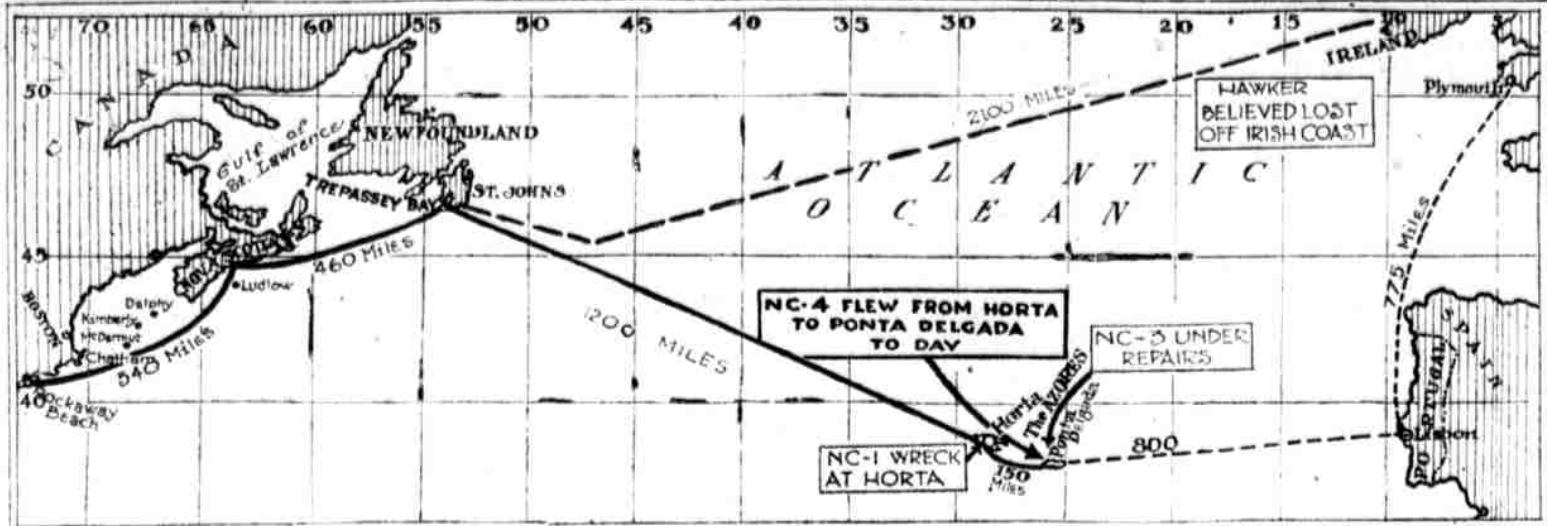 70 65 60 55 50 45 40 35 30 25 20 15 10 5
CANADA
IRELAND
50
Plymouth
HAWKER
BELIEVED LOST
OFF IRISH COAST
2100 MILES
NEWFOUNDLAND
Gulf of
St. Lawrence
TREPASSEY BAY
ST. JOHNS
ATLANTIC
OCEAN
NOVA SCOTIA
45
460 Miles
Ludlow
775 Miles
Delphy
Kimberly
McDermut
BOSTON
Chatham
540 Miles
40
Rockaway
Beach
1200 MILES
NC-4 FLEW FROM HORTA
TO PONTA DELGADA
TO DAY
NC-3 UNDER
REPAIRS
Horta
The AZORES
Ponta
Delgada
NC-1 WRECK
AT HORTA
150
Miles
800
Lisbon
PORTUGAL
SPAIN